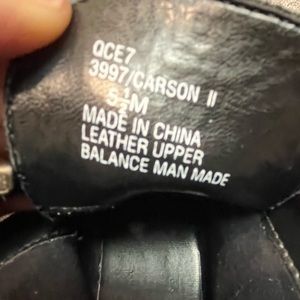 QCE7
3997/CARSON II
5½M
MADE IN CHINA
LEATHER UPPER
BALANCE MAN MADE